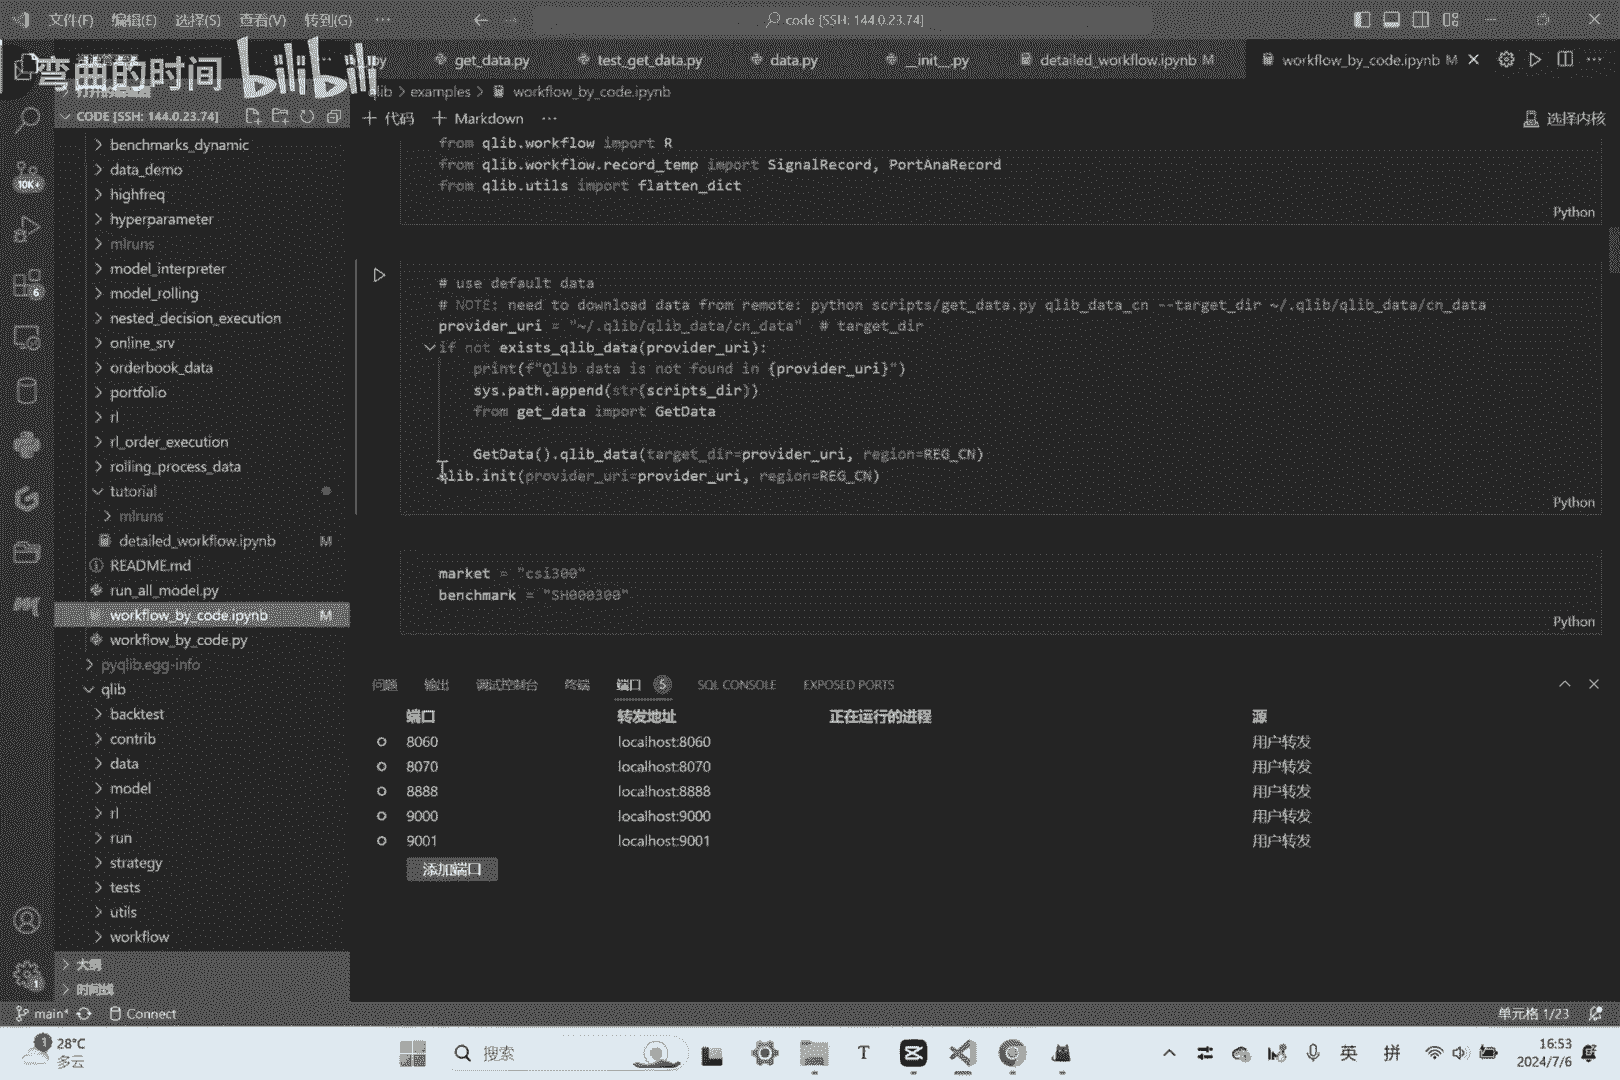 文件(F) 编辑(E) 选择(S) 查看(V) 转到(G) ··· code [SSH: 144.0.23.74]
弯曲的时间 bilibili
get_data.py test_get_data.py data.py __init__.py detailed_workflow.ipynb M workflow_by_code.ipynb M
qlib > examples > workflow_by_code.ipynb
CODE [SSH: 144.0.23.74]
+ 代码 + Markdown ··· 选择内核
benchmarks_dynamic
data_demo
highfreq
hyperparameter
mlruns
model_interpreter
model_rolling
nested_decision_execution
online_srv
orderbook_data
portfolio
rl
rl_order_execution
rolling_process_data
tutorial
mlruns
detailed_workflow.ipynb M
README.md
run_all_model.py
workflow_by_code.ipynb M
workflow_by_code.py
pyqlib.egg-info
qlib
backtest
contrib
data
model
rl
run
strategy
tests
utils
workflow
大纲
时间线
10K+
6
1
from qlib.workflow import R
from qlib.workflow.record_temp import SignalRecord, PortAnaRecord
from qlib.utils import flatten_dict
Python
# use default data
# NOTE: need to download data from remote: python scripts/get_data.py qlib_data_cn --target_dir ~/.qlib/qlib_data/cn_data
provider_uri = "~/.qlib/qlib_data/cn_data" # target_dir
if not exists_qlib_data(provider_uri):
print(f"Qlib data is not found in {provider_uri}")
sys.path.append(str(scripts_dir))
from get_data import GetData
GetData().qlib_data(target_dir=provider_uri, region=REG_CN)
qlib.init(provider_uri=provider_uri, region=REG_CN)
Python
market = "csi300"
benchmark = "SH000300"
Python
问题 输出 调试控制台 终端 端口 5 SQL CONSOLE EXPOSED PORTS
端口 转发地址 正在运行的进程 源
8060 localhost:8060 用户转发
8070 localhost:8070 用户转发
8888 localhost:8888 用户转发
9000 localhost:9000 用户转发
9001 localhost:9001 用户转发
添加端口
main* Connect 单元格 1/23
1 28°C
多云
搜索
英 拼
16:53
2024/7/6